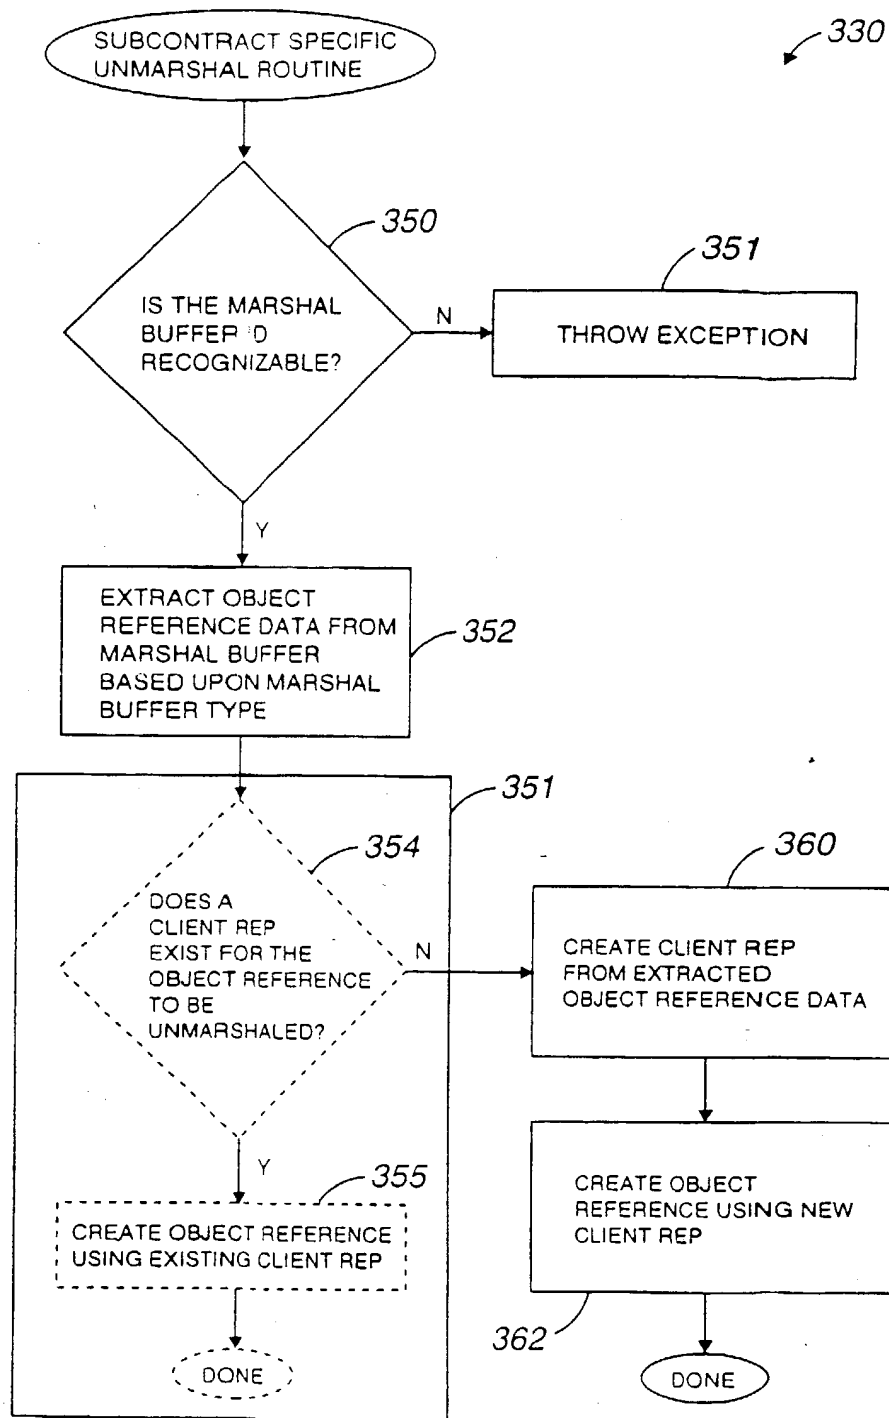 SUBCONTRACT SPECIFIC
UNMARSHAL ROUTINE
330
350
IS THE MARSHAL
BUFFER ID
RECOGNIZABLE?
N
351
THROW EXCEPTION
Y
EXTRACT OBJECT
REFERENCE DATA FROM
MARSHAL BUFFER
BASED UPON MARSHAL
BUFFER TYPE
352
351
354
DOES A
CLIENT REP
EXIST FOR THE
OBJECT REFERENCE
TO BE
UNMARSHALED?
N
360
CREATE CLIENT REP
FROM EXTRACTED
OBJECT REFERENCE DATA
Y
355
CREATE OBJECT REFERENCE
USING EXISTING CLIENT REP
CREATE OBJECT
REFERENCE USING NEW
CLIENT REP
362
DONE
DONE